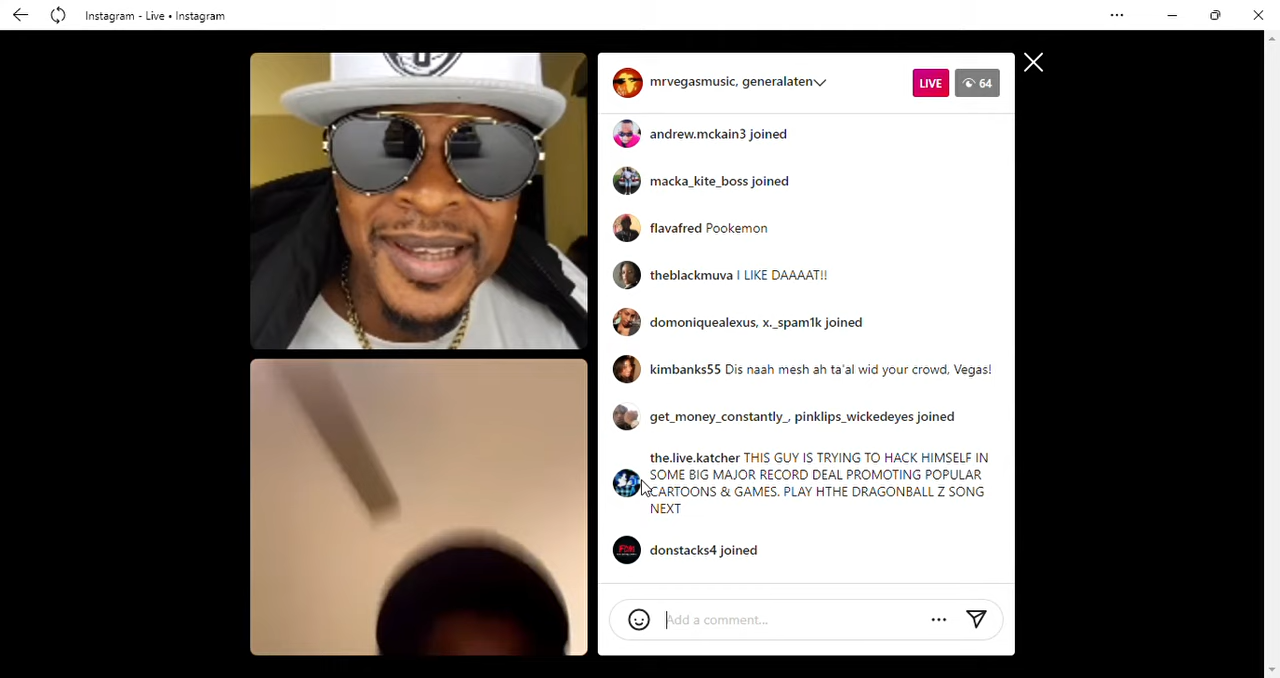 Instagram - Live • Instagram
mrvegasmusic, generalaten
LIVE
64
andrew.mckain3 joined
macka_kite_boss joined
flavafred Pookemon
theblackmuva I LIKE DAAAAT!!
domoniquealexus, x._spam1k joined
kimbanks55 Dis naah mesh ah ta'al wid your crowd, Vegas!
get_money_constantly_, pinklips_wickedeyes joined
the.live.katcher THIS GUY IS TRYING TO HACK HIMSELF IN
SOME BIG MAJOR RECORD DEAL PROMOTING POPULAR
CARTOONS & GAMES. PLAY HTHE DRAGONBALL Z SONG
NEXT
donstacks4 joined
Add a comment...